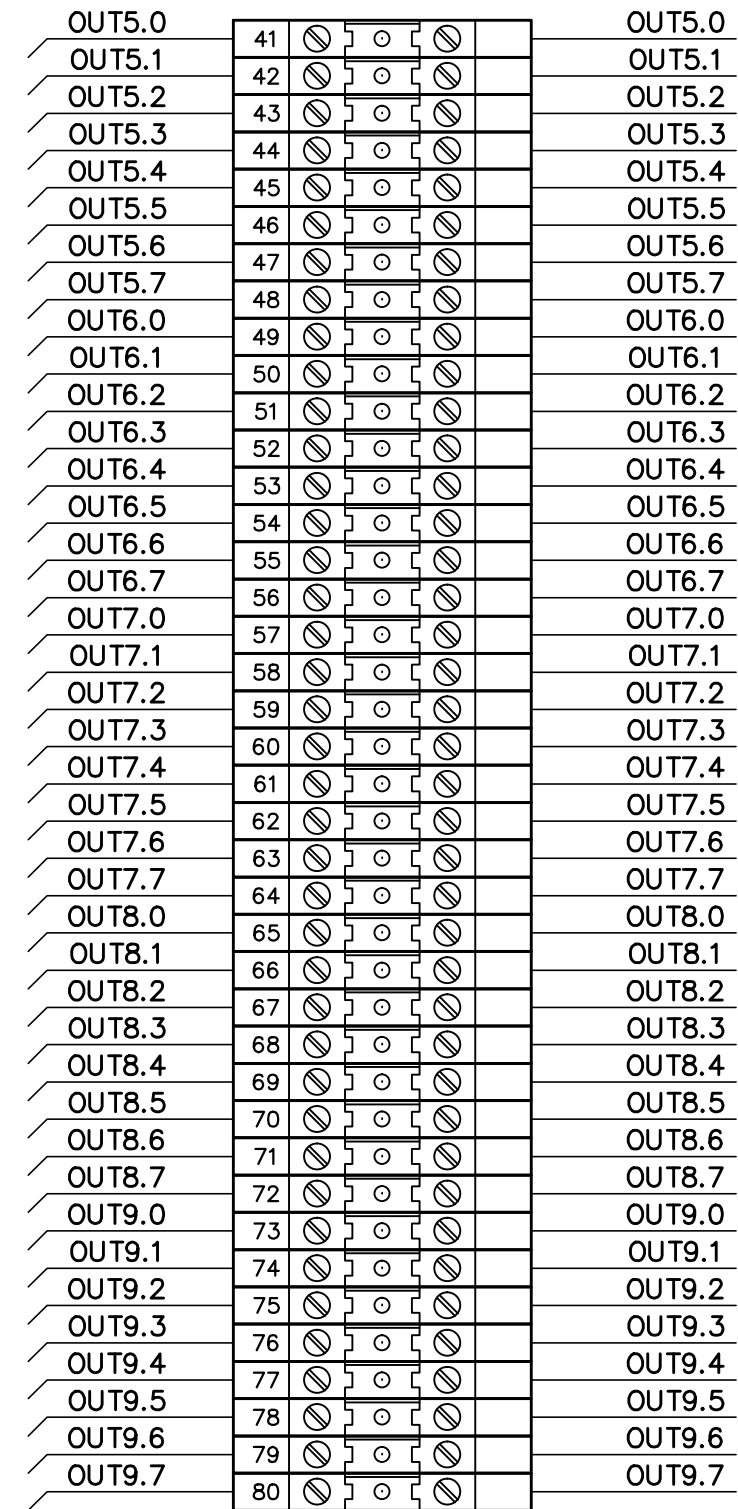 OUT5.0 41 OUT5.0
OUT5.1 42 OUT5.1
OUT5.2 43 OUT5.2
OUT5.3 44 OUT5.3
OUT5.4 45 OUT5.4
OUT5.5 46 OUT5.5
OUT5.6 47 OUT5.6
OUT5.7 48 OUT5.7
OUT6.0 49 OUT6.0
OUT6.1 50 OUT6.1
OUT6.2 51 OUT6.2
OUT6.3 52 OUT6.3
OUT6.4 53 OUT6.4
OUT6.5 54 OUT6.5
OUT6.6 55 OUT6.6
OUT6.7 56 OUT6.7
OUT7.0 57 OUT7.0
OUT7.1 58 OUT7.1
OUT7.2 59 OUT7.2
OUT7.3 60 OUT7.3
OUT7.4 61 OUT7.4
OUT7.5 62 OUT7.5
OUT7.6 63 OUT7.6
OUT7.7 64 OUT7.7
OUT8.0 65 OUT8.0
OUT8.1 66 OUT8.1
OUT8.2 67 OUT8.2
OUT8.3 68 OUT8.3
OUT8.4 69 OUT8.4
OUT8.5 70 OUT8.5
OUT8.6 71 OUT8.6
OUT8.7 72 OUT8.7
OUT9.0 73 OUT9.0
OUT9.1 74 OUT9.1
OUT9.2 75 OUT9.2
OUT9.3 76 OUT9.3
OUT9.4 77 OUT9.4
OUT9.5 78 OUT9.5
OUT9.6 79 OUT9.6
OUT9.7 80 OUT9.7